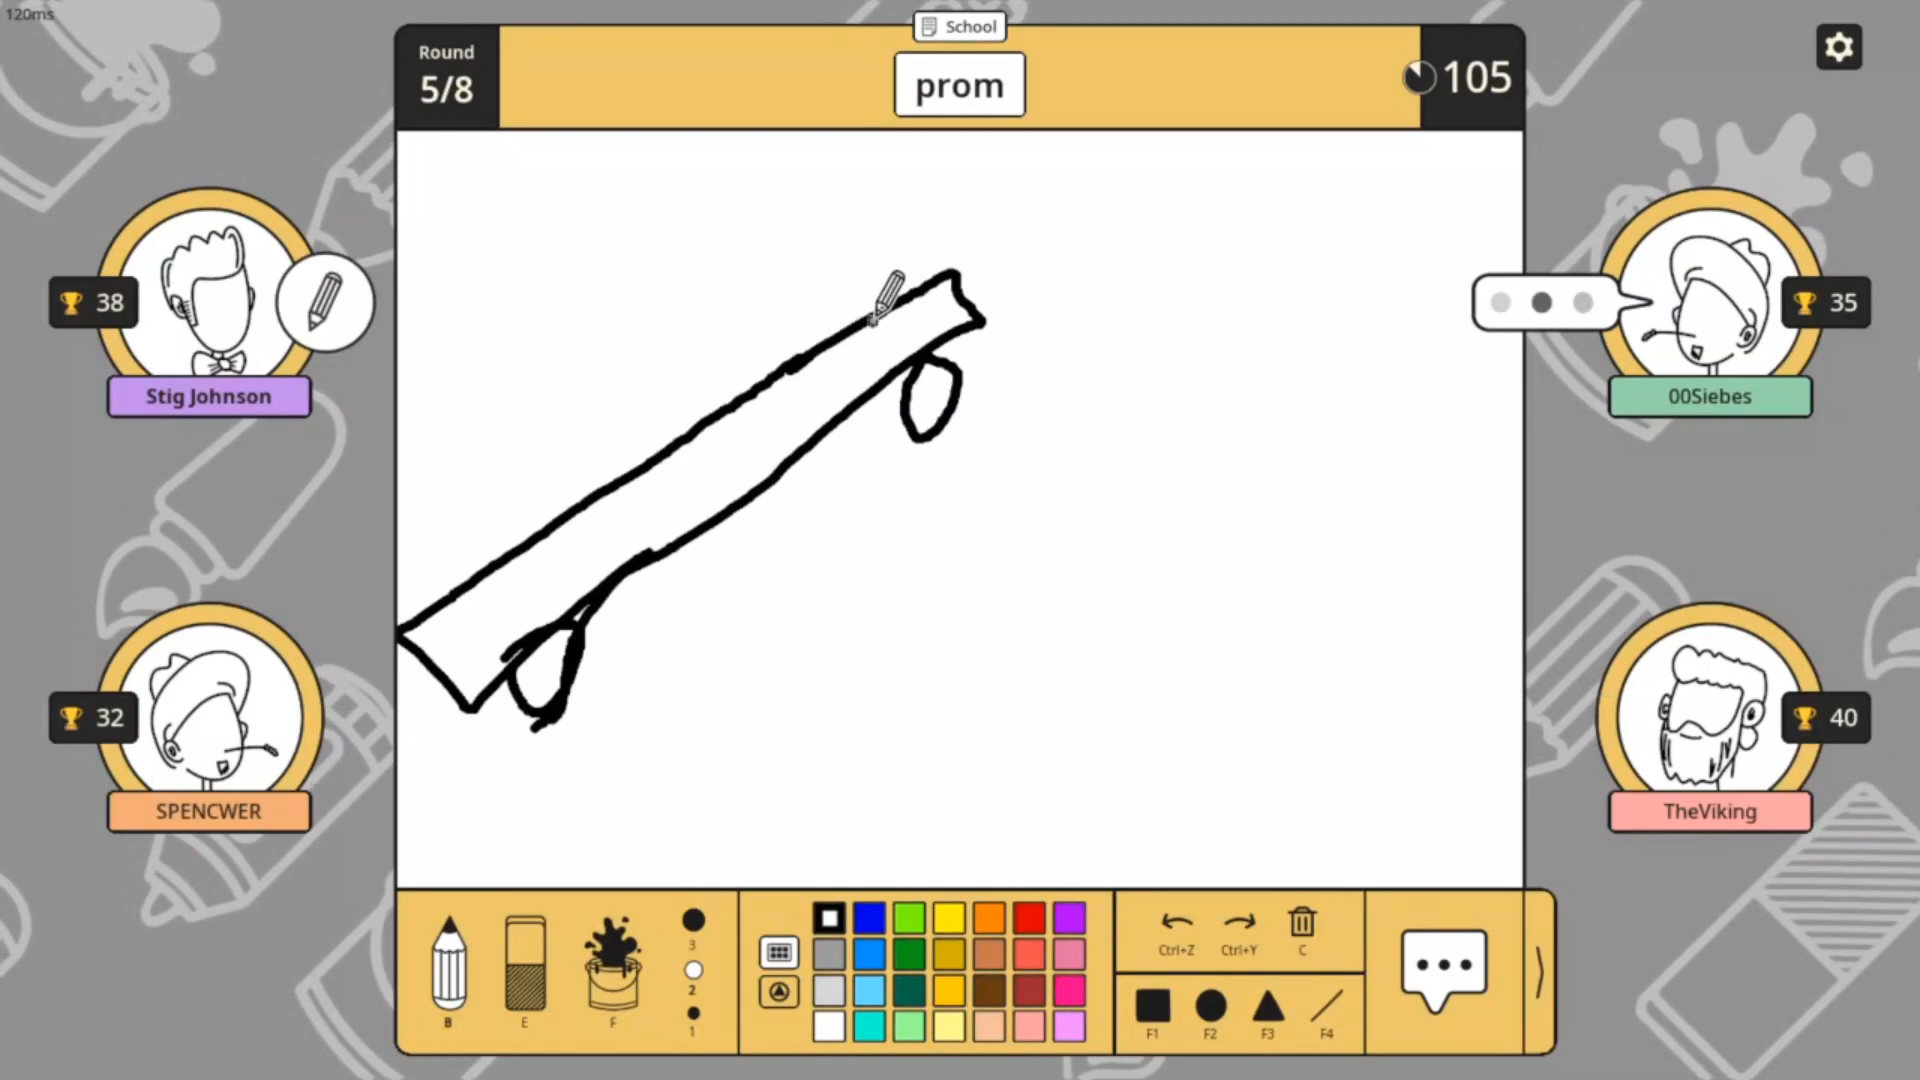 120ms
School
Round
5/8
prom
105
38
Stig Johnson
35
00Siebes
32
SPENCWER
40
TheViking
3
2
1
B
E
F
Ctrl+Z
Ctrl+Y
C
F1
F2
F3
F4